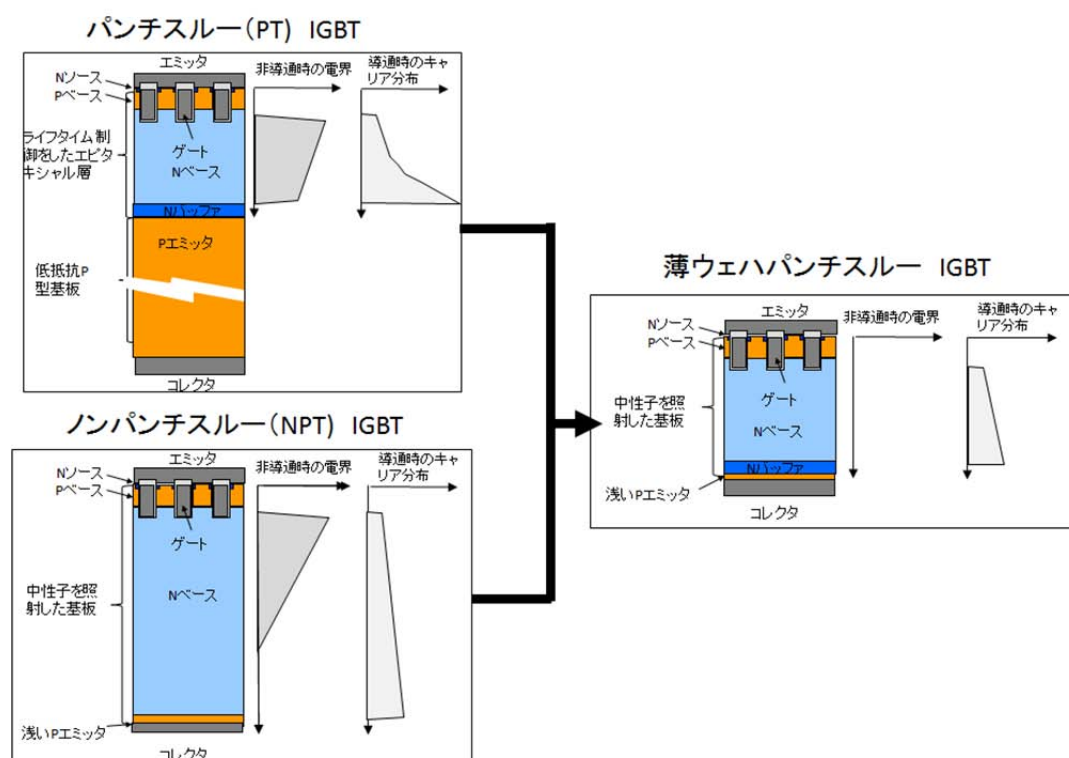 パンチスルー(PT) IGBT
エミッタ
Nソース
Pベース
非導通時の電界
導通時のキャ
リア分布
ライフタイム制
御をしたエピタ
キシャル層
ゲート
Nベース
Nバッファ
Pエミッタ
低抵抗P
型基板
コレクタ
ノンパンチスルー(NPT) IGBT
エミッタ
Nソース
Pベース
非導通時の電界
導通時のキャ
リア分布
ゲート
中性子を照
射した基板
Nベース
浅いPエミッタ
コレクタ
薄ウェハパンチスルー IGBT
エミッタ
Nソース
Pベース
非導通時の電界
導通時のキャ
リア分布
中性子を照
射した基板
ゲート
Nベース
Nバッファ
浅いPエミッタ
コレクタ